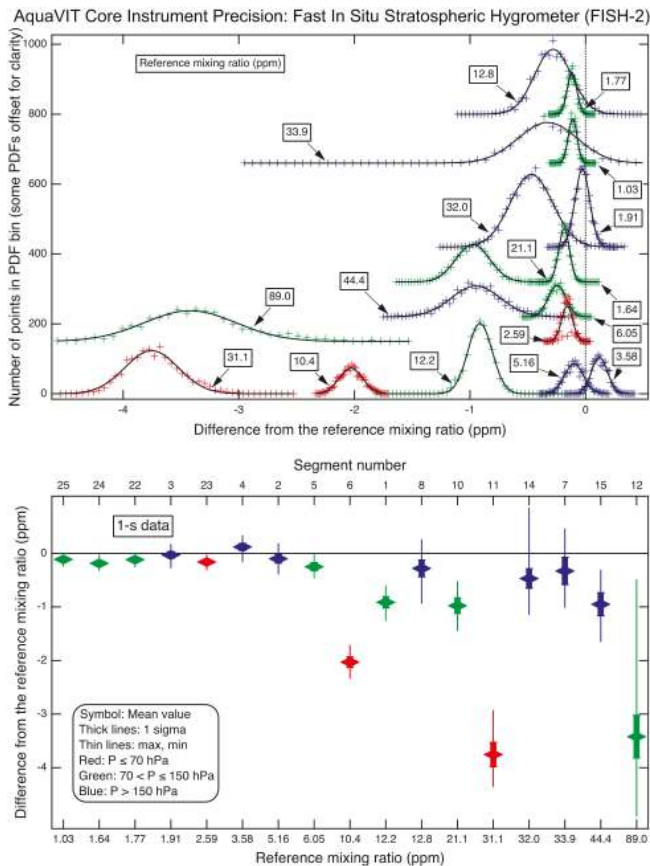 AquaVIT Core Instrument Precision: Fast In Situ Stratospheric Hygrometer (FISH-2)
Number of points in PDF bin (some PDFs offset for clarity)
1000
800
600
400
200
0
Reference mixing ratio (ppm)
12.8
1.77
33.9
1.03
32.0
1.91
21.1
44.4
1.64
89.0
6.05
2.59
31.1
10.4
12.2
5.16
3.58
-4 -3 -2 -1 0
Difference from the reference mixing ratio (ppm)
Segment number
25 24 22 3 23 4 2 5 6 1 8 10 11 14 7 15 12
Difference from the reference mixing ratio (ppm)
1-s data
0
-1
-2
-3
-4
Symbol: Mean value
Thick lines: 1 sigma
Thin lines: max, min
Red: P ≤ 70 hPa
Green: 70 < P ≤ 150 hPa
Blue: P > 150 hPa
1.03 1.64 1.77 1.91 2.59 3.58 5.16 6.05 10.4 12.2 12.8 21.1 31.1 32.0 33.9 44.4 89.0
Reference mixing ratio (ppm)